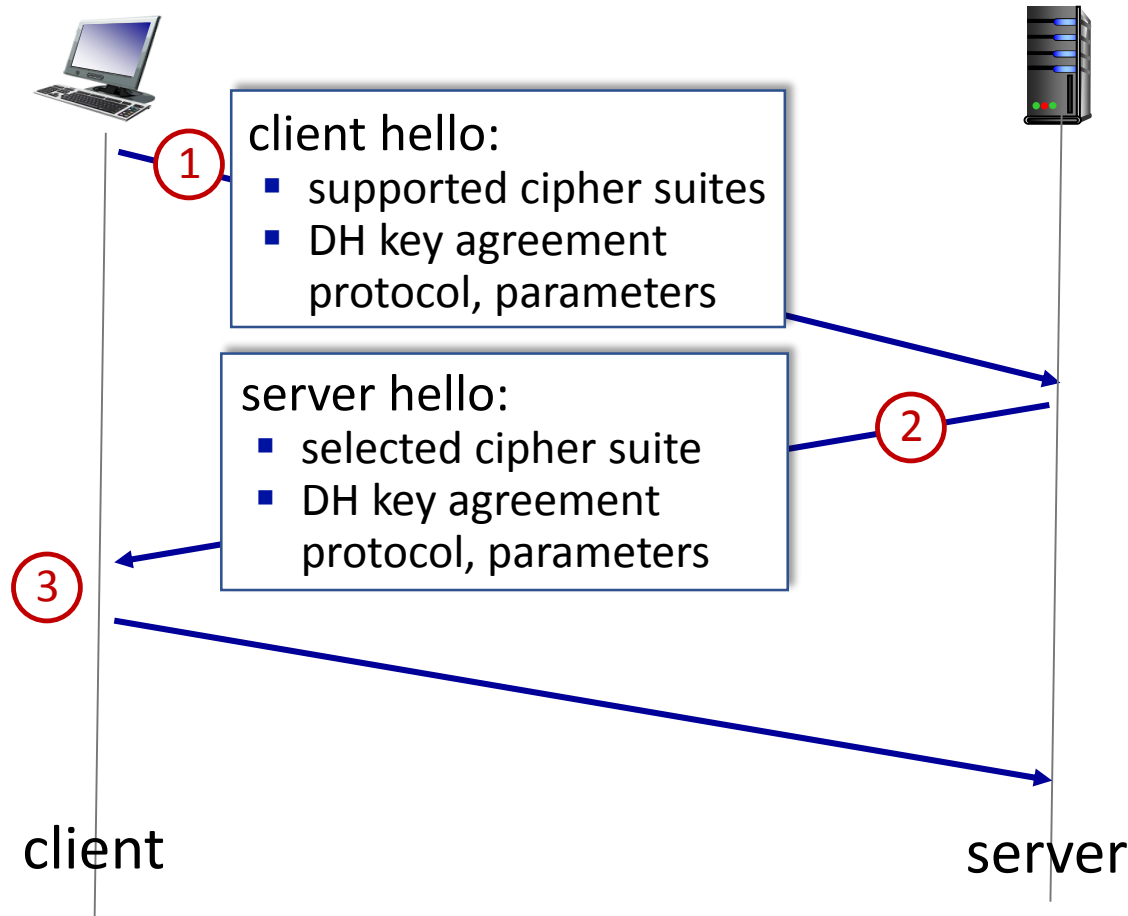 1
client hello:
▪ supported cipher suites
▪ DH key agreement
protocol, parameters
server hello:
▪ selected cipher suite
▪ DH key agreement
protocol, parameters
2
3
client
server